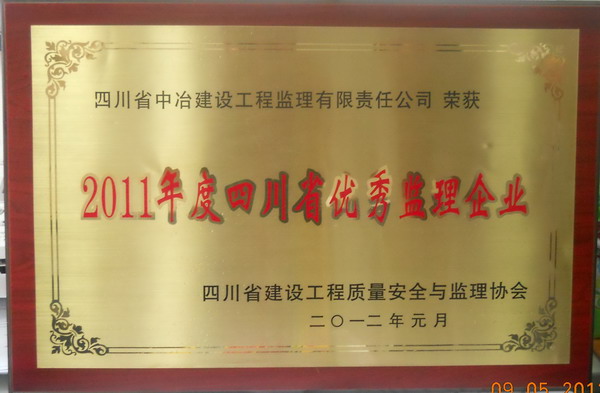 四川省中冶建设工程监理有限责任公司 荣获
2011年度四川省优秀监理企业
四川省建设工程质量安全与监理协会
二〇一二年元月
09.05.201